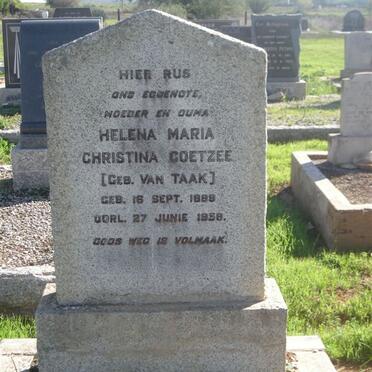 HIER RUS
ONS EGGENOTE,
MOEDER EN OUMA
HELENA MARIA
CHRISTINA COETZEE
[GEB. VAN TAAK]
GEB. 16 SEPT. 1889
OORL. 27 JUNIE 1958.
GODS WEG IS VOLMAAK.